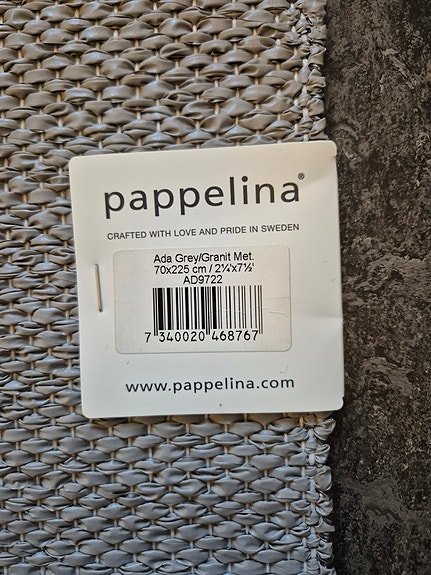 pappelina®
CRAFTED WITH LOVE AND PRIDE IN SWEDEN
Ada Grey/Granit Met.
70x225 cm / 2¼'x7½'
AD9722
7 340020 468767
www.pappelina.com